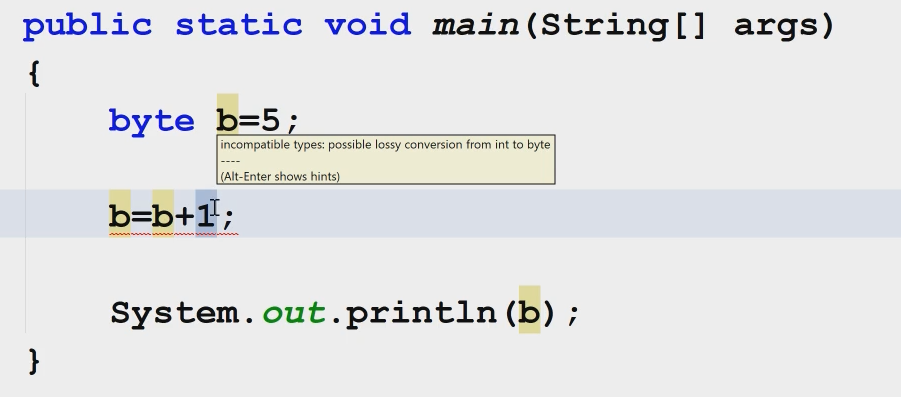 public static void main(String[] args)
{
byte b=5;
incompatible types: possible lossy conversion from int to byte
----
(Alt-Enter shows hints)
b=b+1;
System.out.println(b);
}